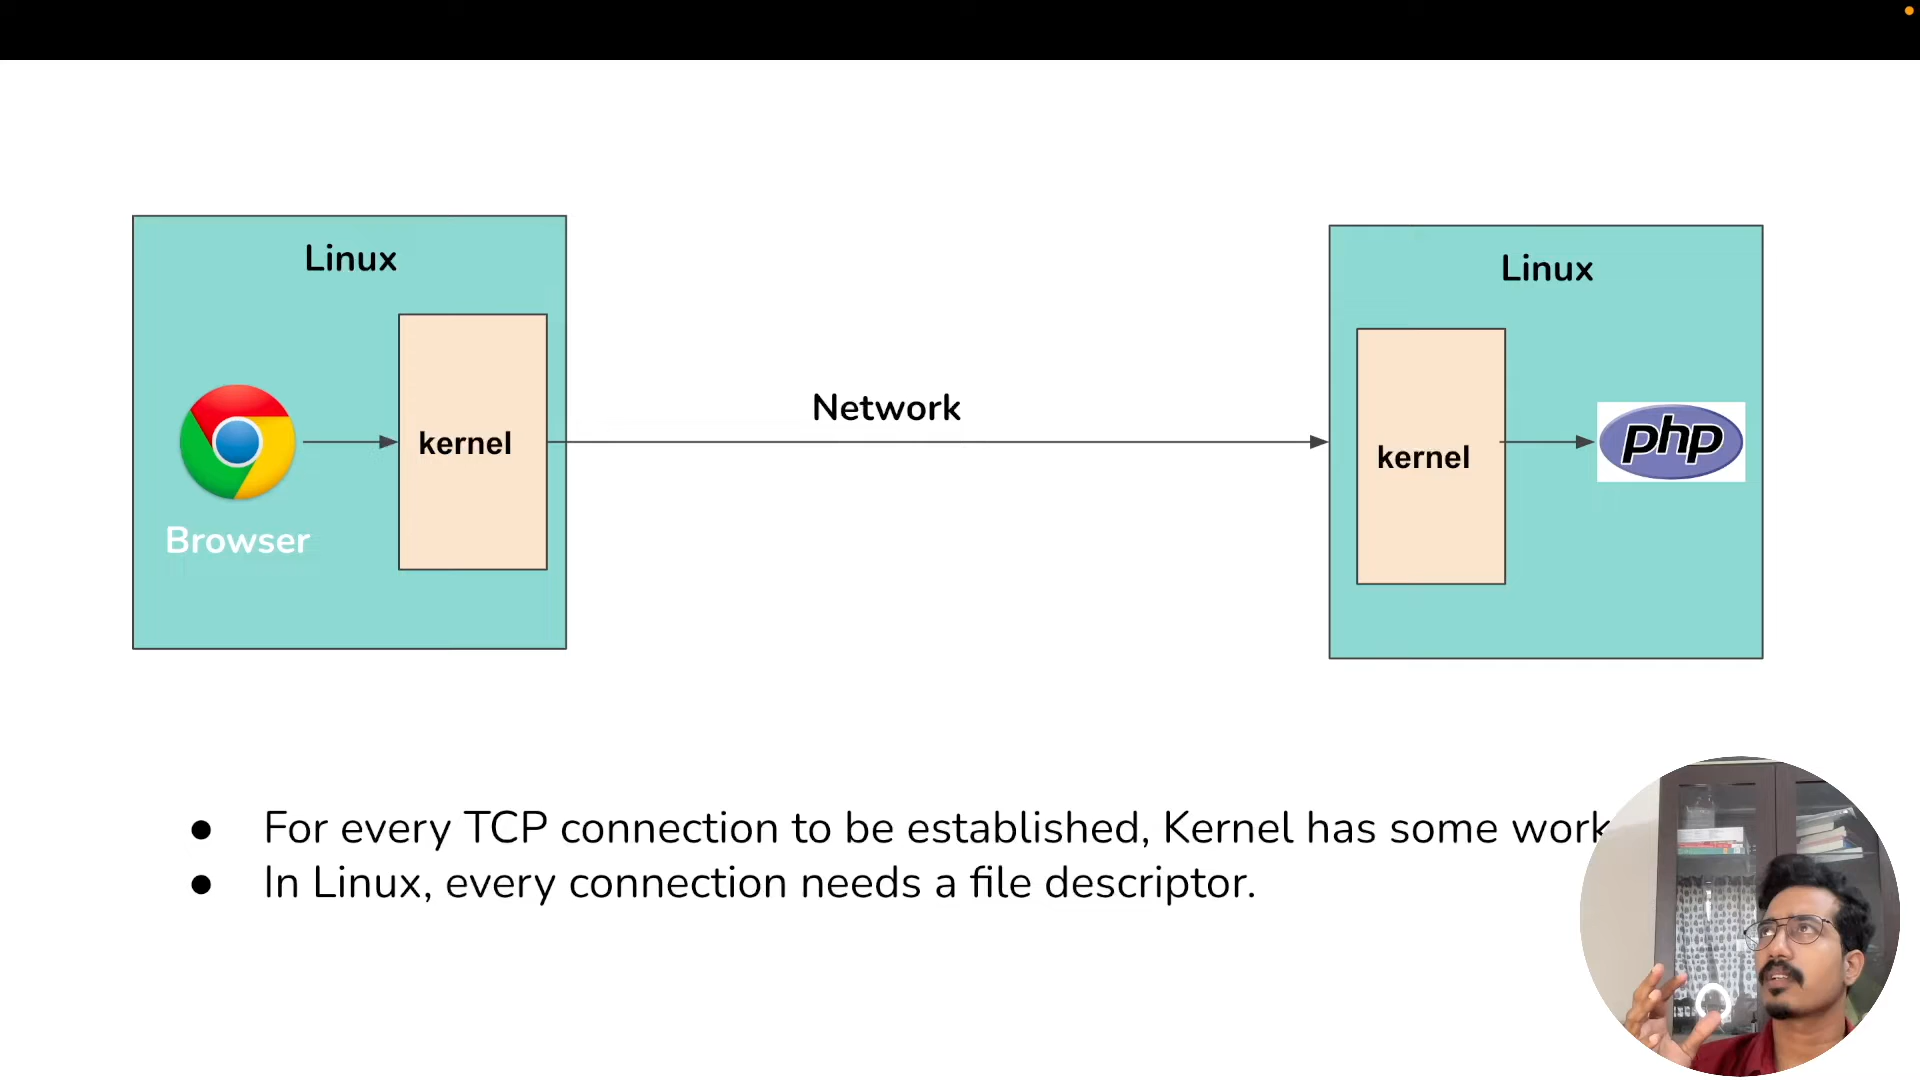 Linux
Linux
Network
kernel
kernel
php
Browser
● For every TCP connection to be established, Kernel has some work
● In Linux, every connection needs a file descriptor.